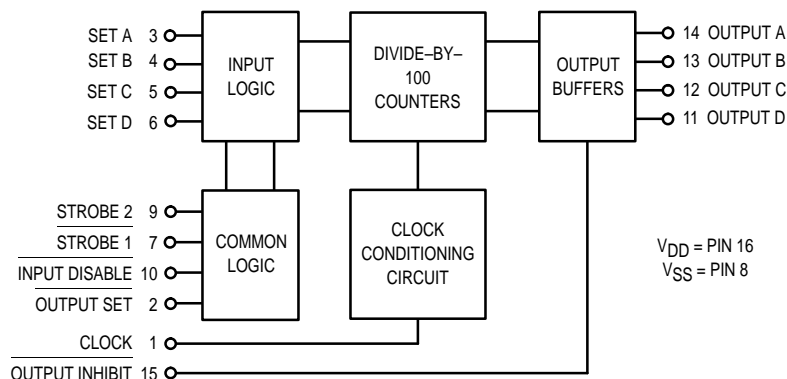 SET A 3
SET B 4
SET C 5
SET D 6
INPUT
LOGIC
DIVIDE–BY–
100
COUNTERS
OUTPUT
BUFFERS
14 OUTPUT A
13 OUTPUT B
12 OUTPUT C
11 OUTPUT D
STROBE 2 9
STROBE 1 7
INPUT DISABLE 10
OUTPUT SET 2
COMMON
LOGIC
CLOCK
CONDITIONING
CIRCUIT
VDD = PIN 16
VSS = PIN 8
CLOCK 1
OUTPUT INHIBIT 15